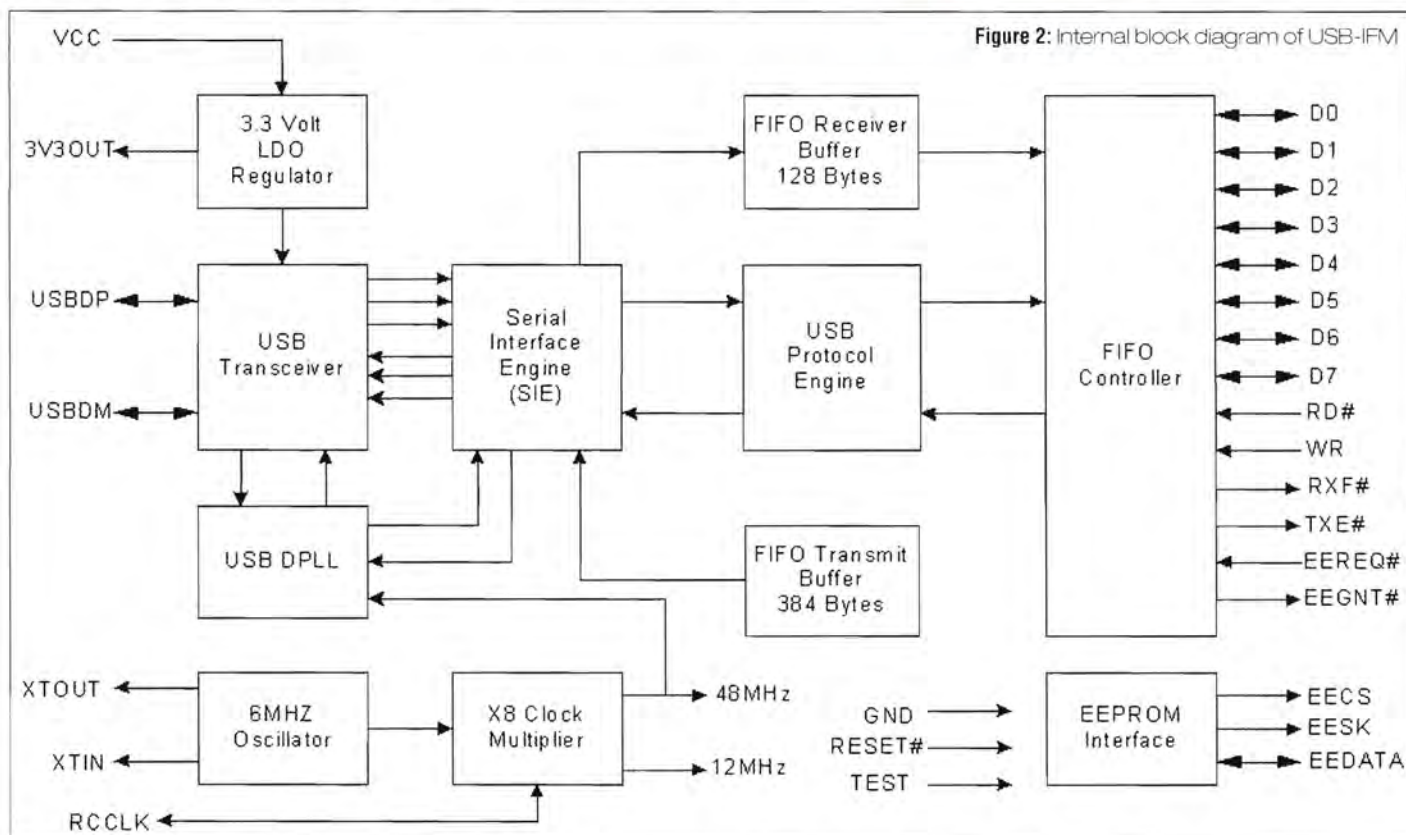 Figure 2: Internal block diagram of USB-IFM
VCC
3.3 Volt
LDO
Regulator
3V3OUT
FIFO Receiver
Buffer
128 Bytes
USBDP
USBDM
USB
Transceiver
Serial
Interface
Engine
(SIE)
USB
Protocol
Engine
FIFO
Controller
D0
D1
D2
D3
D4
D5
D6
D7
RD#
WR
RXF#
TXE#
EEREQ#
EEGNT#
USB DPLL
FIFO Transmit
Buffer
384 Bytes
XTOUT
XTIN
6MHZ
Oscillator
X8 Clock
Multiplier
48MHz
12MHz
RCCLK
GND
RESET#
TEST
EEPROM
Interface
EECS
EESK
EEDATA